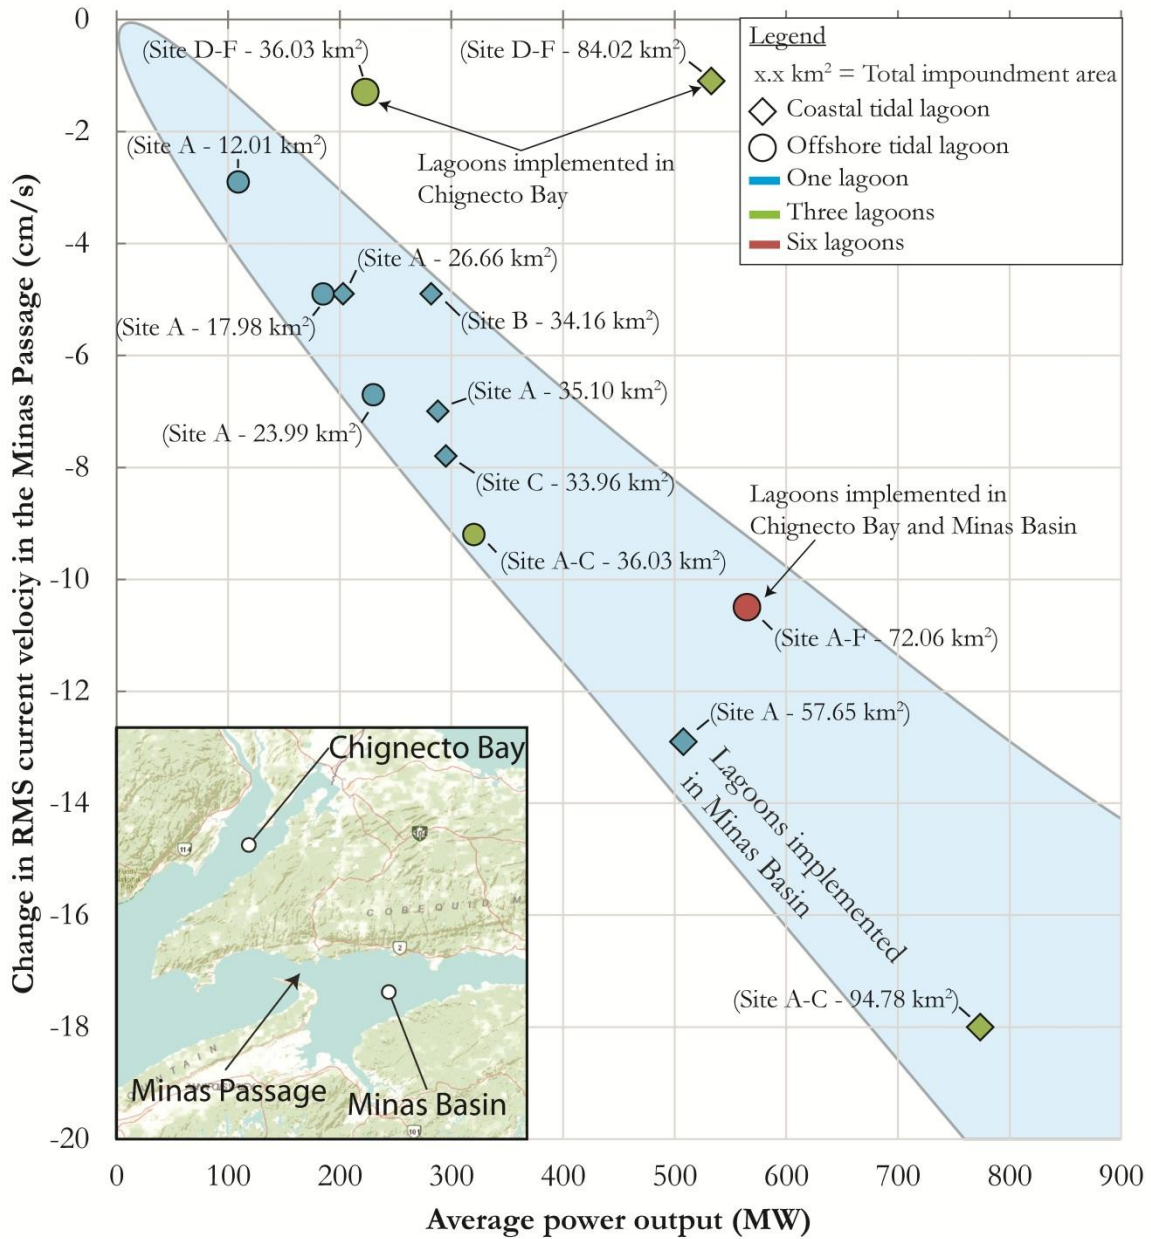 Change in RMS current velociy in the Minas Passage (cm/s)
0
-2
-4
-6
-8
-10
-12
-14
-16
-18
-20
0 100 200 300 400 500 600 700 800 900
Average power output (MW)
Legend
x.x km² = Total impoundment area
Coastal tidal lagoon
Offshore tidal lagoon
One lagoon
Three lagoons
Six lagoons
(Site D-F - 36.03 km²)
(Site D-F - 84.02 km²)
Lagoons implemented in
Chignecto Bay
(Site A - 12.01 km²)
(Site A - 26.66 km²)
(Site A - 17.98 km²)
(Site B - 34.16 km²)
(Site A - 35.10 km²)
(Site A - 23.99 km²)
(Site C - 33.96 km²)
Lagoons implemented in
Chignecto Bay and Minas Basin
(Site A-C - 36.03 km²)
(Site A-F - 72.06 km²)
(Site A - 57.65 km²)
Lagoons implemented
in Minas Basin
(Site A-C - 94.78 km²)
Chignecto Bay
114
COBEQUID M
2
Minas Passage
Minas Basin
101